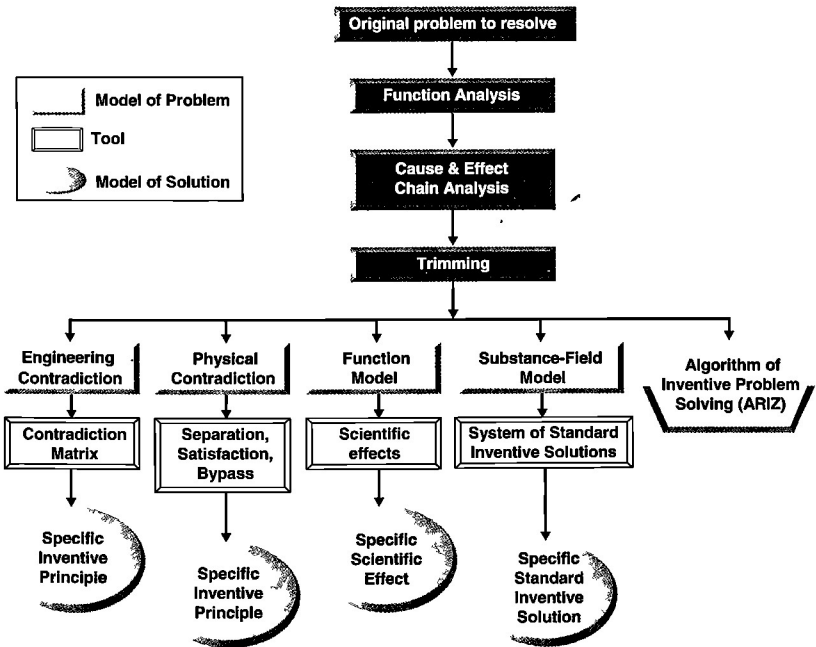 Original problem to resolve
Model of Problem
Tool
Model of Solution
Function Analysis
Cause & Effect
Chain Analysis
Trimming
Engineering
Contradiction
Physical
Contradiction
Function
Model
Substance-Field
Model
Algorithm of
Inventive Problem
Solving (ARIZ)
Contradiction
Matrix
Separation,
Satisfaction,
Bypass
Scientific
effects
System of Standard
Inventive Solutions
Specific
Inventive
Principle
Specific
Inventive
Principle
Specific
Scientific
Effect
Specific
Standard
Inventive
Solution